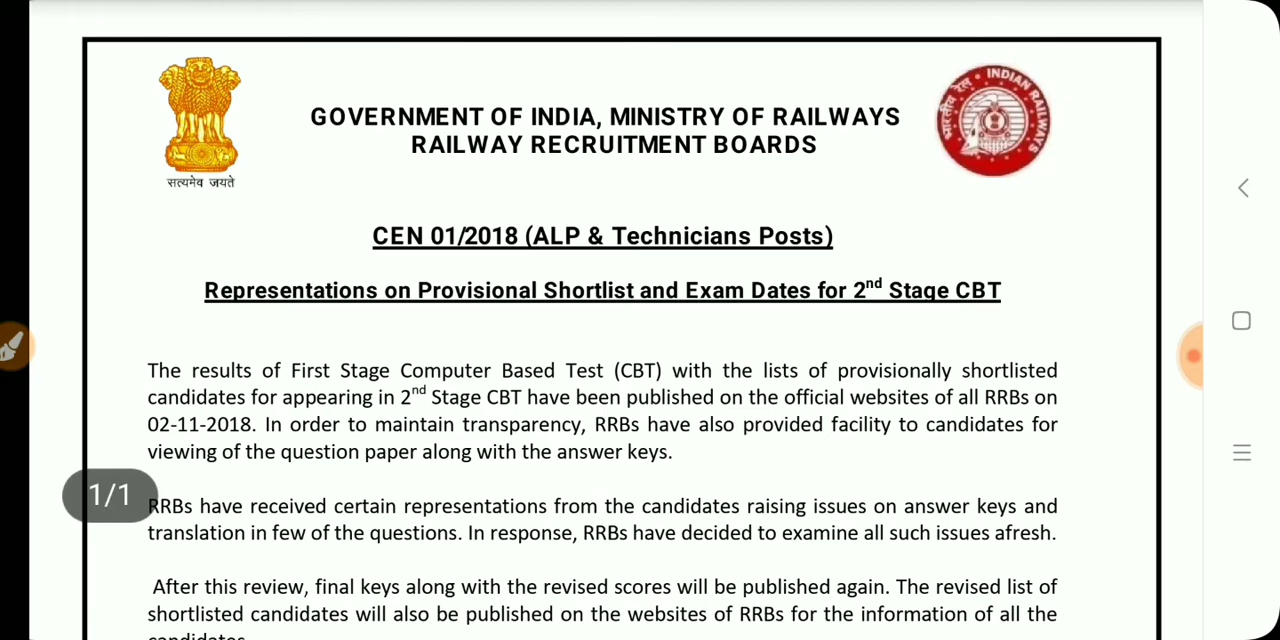 सत्यमेव जयते
GOVERNMENT OF INDIA, MINISTRY OF RAILWAYS
RAILWAY RECRUITMENT BOARDS
भारतीय रेल • INDIAN RAILWAYS
CEN 01/2018 (ALP & Technicians Posts)
Representations on Provisional Shortlist and Exam Dates for 2nd Stage CBT
The results of First Stage Computer Based Test (CBT) with the lists of provisionally shortlisted
candidates for appearing in 2nd Stage CBT have been published on the official websites of all RRBs on
02-11-2018. In order to maintain transparency, RRBs have also provided facility to candidates for
viewing of the question paper along with the answer keys.
1/1
RRBs have received certain representations from the candidates raising issues on answer keys and
translation in few of the questions. In response, RRBs have decided to examine all such issues afresh.
After this review, final keys along with the revised scores will be published again. The revised list of
shortlisted candidates will also be published on the websites of RRBs for the information of all the
candidates.